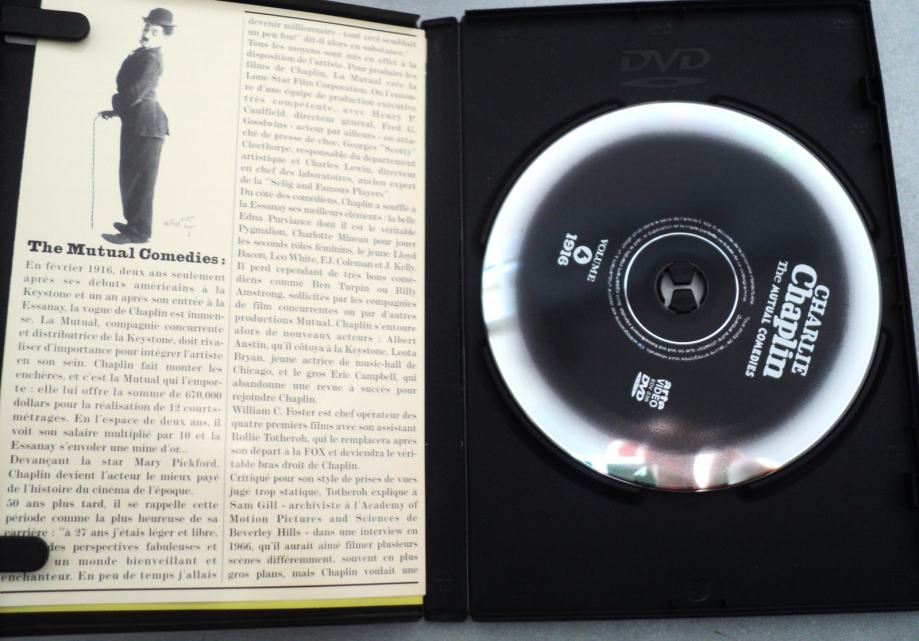 The Mutual Comedies :
En février 1916, deux ans seulement
après ses débuts américains à la
Keystone et un an après son entrée à la
Essanay, la vogue de Chaplin est immen-
se. La Mutual, compagnie concurrente
et distributrice de la Keystone, doit riva-
liser d'importance pour intégrer l'artiste
en son sein. Chaplin fait monter les
enchères, et c'est la Mutual qui l'empor-
te : elle lui offre la somme de 670.000
dollars pour la réalisation de 12 courts-
métrages. En l'espace de deux ans, il
voit son salaire multiplié par 10 et la
Essanay s'envoler une mine d'or...
Devançant la star Mary Pickford,
Chaplin devient l'acteur le mieux payé
de l'histoire du cinéma de l'époque.
50 ans plus tard, il se rappelle cette
période comme la plus heureuse de sa
carrière : "à 27 ans j'étais léger et libre,
des perspectives fabuleuses et
un monde bienveillant et
enchanteur. En peu de temps j'allais
devenir millionnaire - tout ceci semblait
un peu fou!" dit-il alors en substance.
Tous les moyens sont mis en effet à la
disposition de l'artiste. Pour produire les
films de Chaplin, La Mutual crée la
Lone Star Film Corporation. On l'entou-
re d'une équipe de production exécutive
très compétente, avec Henry P.
Caulfield, directeur général, Fred G.
Goodwins - acteur par ailleurs - en atta-
ché de presse de choc, Georges "Scotty"
Cleethorpe, responsable du département
artistique et Charles Lewin, directeur
en chef des laboratoires, ancien expert
de la "Selig and Famous Players".
Du côté des comédiens, Chaplin a soufflé à
la Essanay ses meilleurs éléments : la belle
Edna Purviance dont il est le véritable
Pygmalion, Charlotte Mineau pour jouer
les seconds rôles féminins, le jeune Lloyd
Bacon, Leo White, F.J. Coleman et J. Kelly.
Il perd cependant de très bons comé-
diens comme Ben Turpin ou Billy
Amstrong, sollicités par les compagnies
de film concurrentes ou par d'autres
productions Mutual. Chaplin s'entoure
alors de nouveaux acteurs : Albert
Austin, qu'il côtoya à la Keystone, Leota
Bryan, jeune actrice de music-hall de
Chicago, et le gros Eric Campbell, qui
abandonne une revue à succès pour
rejoindre Chaplin.
William C. Foster est chef opérateur des
quatre premiers films avec son assistant
Rollie Totheroh, qui le remplacera après
son départ à la FOX et deviendra le véri-
table bras droit de Chaplin.
Critiqué pour son style de prises de vues
jugé trop statique, Totheroh explique à
Sam Gill - archiviste à l'Academy of
Motion Pictures and Sciences de
Beverley Hills - dans une interview en
1966, qu'il aurait aimé filmer plusieurs
scènes différemment, souvent en plus
gros plans, mais Chaplin voulait une
DVD
CHARLIE
Chaplin
The MUTUAL COMEDIES
VOLUME
1916
arte
VIDEO
DVD